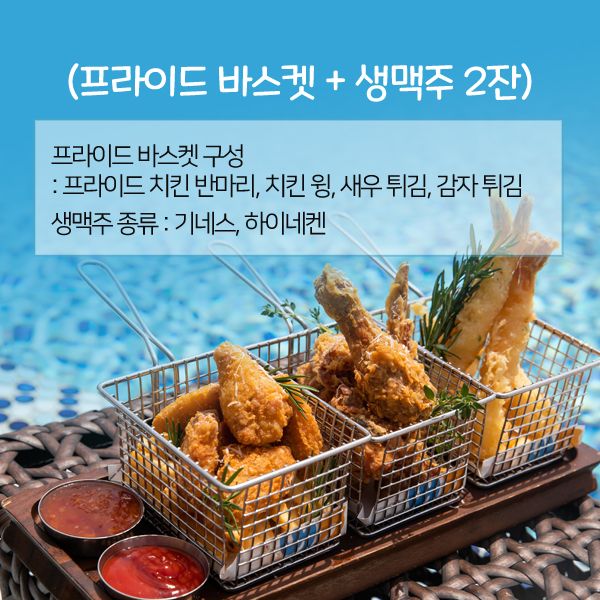 (프라이드 바스켓 + 생맥주 2잔)
프라이드 바스켓 구성
: 프라이드 치킨 반마리, 치킨 윙, 새우 튀김, 감자 튀김
생맥주 종류 : 기네스, 하이네켄